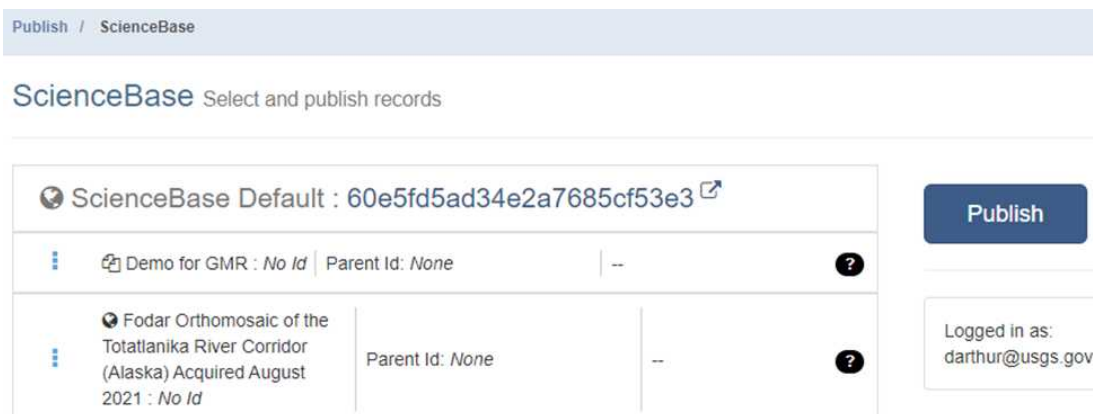 Publish / ScienceBase
ScienceBase Select and publish records
ScienceBase Default : 60e5fd5ad34e2a7685cf53e3
Publish
Demo for GMR : No Id Parent Id: None -- ?
Fodar Orthomosaic of the
Totatlanika River Corridor
(Alaska) Acquired August
2021 : No Id
Parent Id: None -- ?
Logged in as:
darthur@usgs.gov